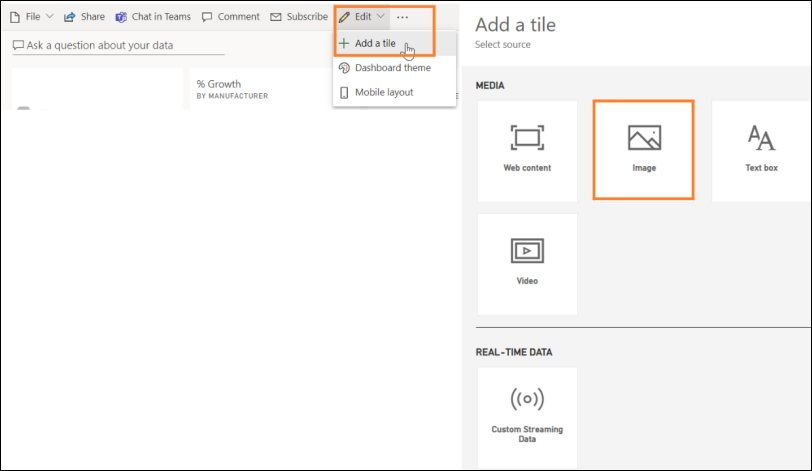 File
Share
Chat in Teams
Comment
Subscribe
Edit
...
Ask a question about your data
Add a tile
Dashboard theme
Mobile layout
% Growth
BY MANUFACTURER
Add a tile
Select source
MEDIA
Web content
Image
Text box
Video
REAL-TIME DATA
Custom Streaming
Data